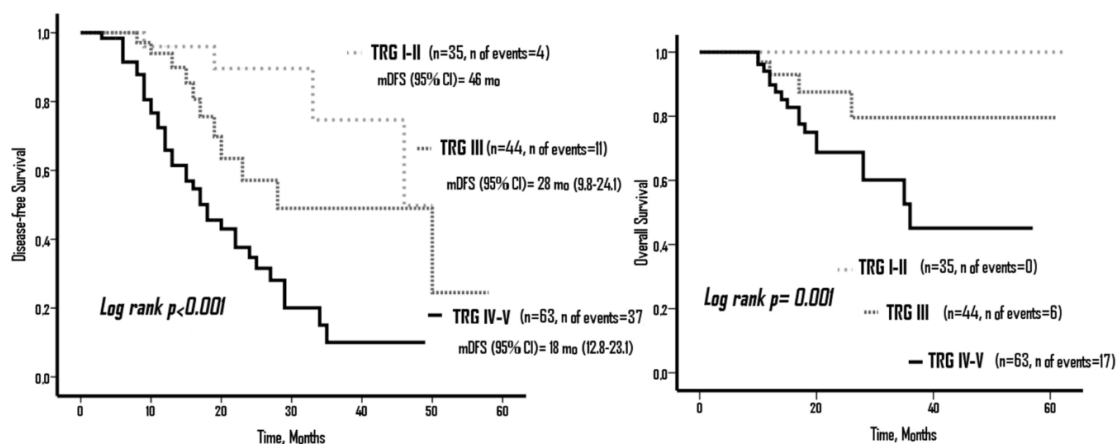 1,0
0,8
0,6
0,4
0,2
0,0
Disease-free Survival
TRG I-II (n=35, n of events=4)
mDFS (95% CI)= 46 mo
TRG III (n=44, n of events=11)
mDFS (95% CI)= 28 mo (9.8-24.1)
Log rank p<0.001
TRG IV-V (n=63, n of events=37
mDFS (95% CI)= 18 mo (12.8-23.1)
0 10 20 30 40 50 60
Time, Months
1,0
0,8
0,6
0,4
0,2
0,0
Overall Survival
TRG I-II (n=35, n of events=0)
Log rank p= 0.001
TRG III (n=44, n of events=6)
TRG IV-V (n=63, n of events=17)
0 20 40 60
Time, Months